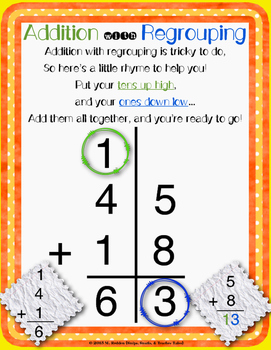 Addition with Regrouping
Addition with regrouping is tricky to do,
So here's a little rhyme to help you!
Put your tens up high,
and your ones down low...
Add them all together, and you're ready to go!
1
4 5
+ 1 8
6 3
1
4
+ 1
6
5
+ 8
13